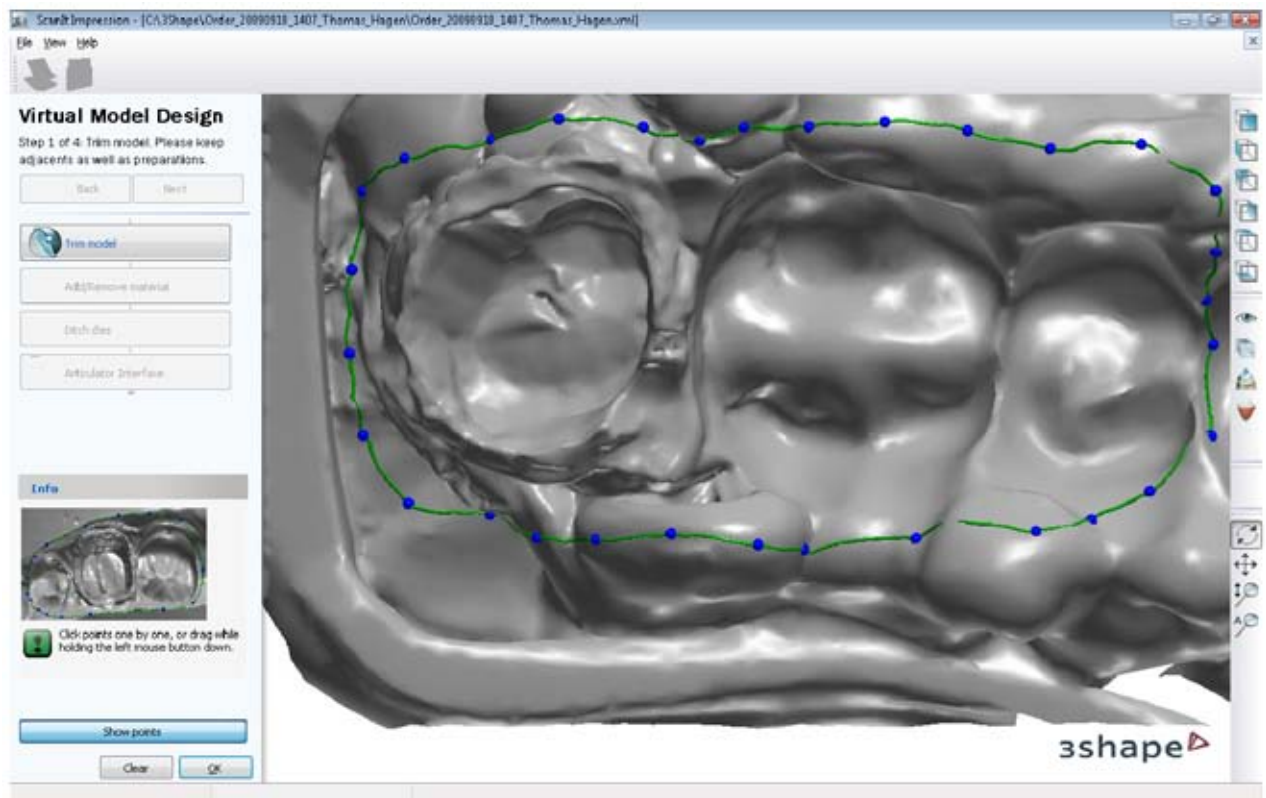 ScanIt Impression - [C:\3Shape\Order_20090918_1407_Thomas_Hagen\Order_20090918_1407_Thomas_Hagen.xml]
File View Help
Virtual Model Design
Step 1 of 4: Trim model. Please keep
adjacents as well as preparations.
Back Next
Trim model
Add/Remove material
Ditch dies
Articulator Interface
Info
Click points one by one, or drag while
holding the left mouse button down.
Show points
Clear OK
3shape